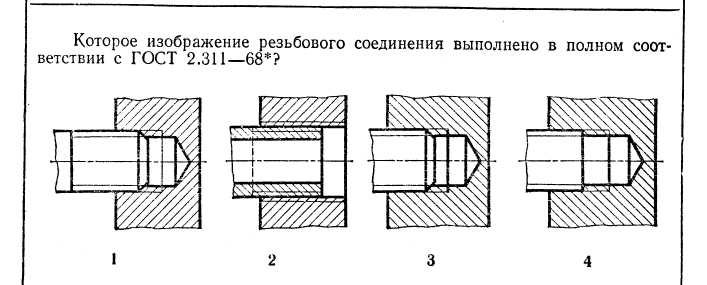 Которое изображение резьбового соединения выполнено в полном соот-
ветствии с ГОСТ 2.311—68*?
1 2 3 4